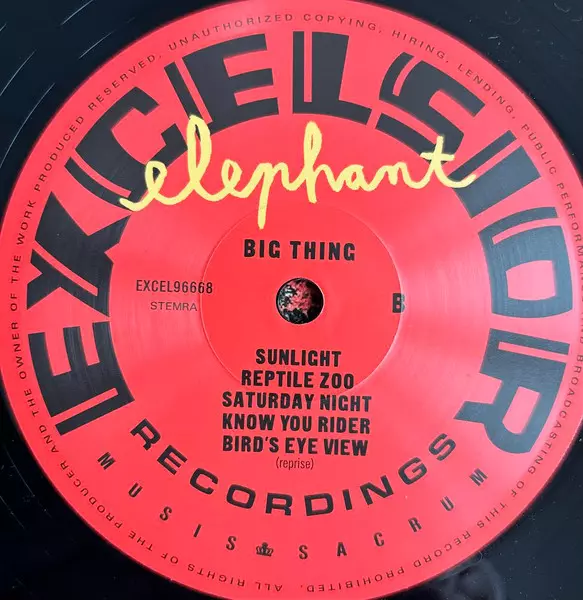 ALL RIGHTS OF THE PRODUCER AND THE OWNER OF THE WORK PRODUCED RESERVED. UNAUTHORIZED COPYING, HIRING, LENDING, PUBLIC PERFORMA
BROADCASTING OF THIS RECORD PROHIBITED.
EXCELSIOR
elephant
BIG THING
EXCEL96668
STEMRA
B
SUNLIGHT
REPTILE ZOO
SATURDAY NIGHT
KNOW YOU RIDER
BIRD'S EYE VIEW
(reprise)
RECORDINGS
MUSIS SACRUM